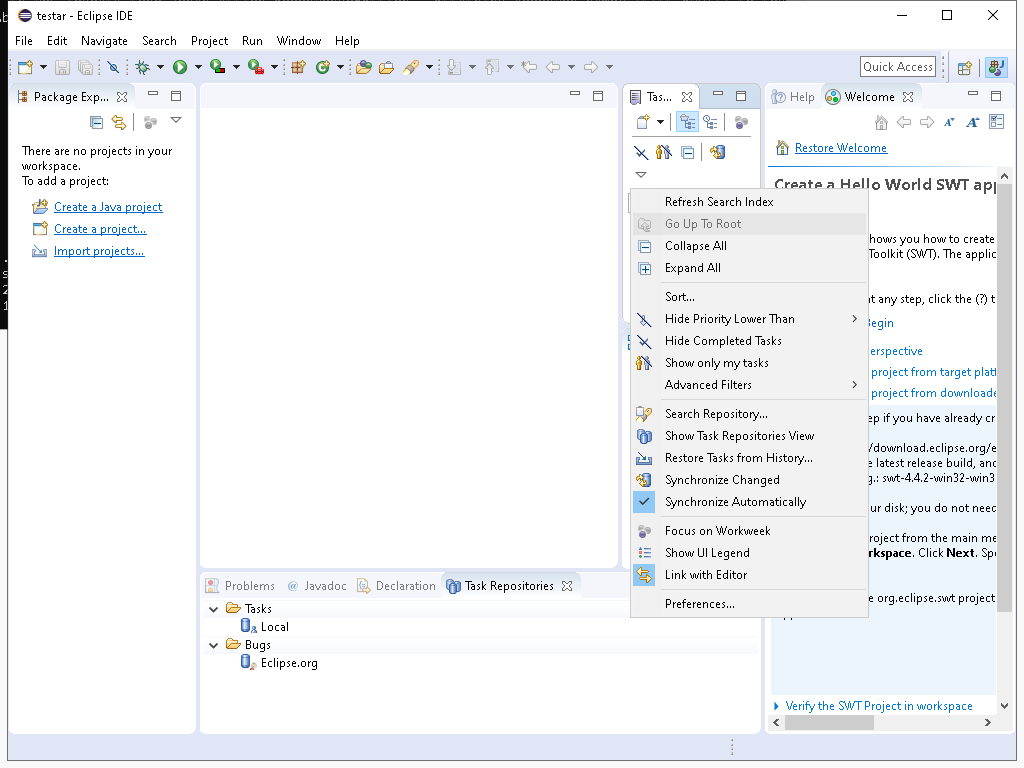 testar - Eclipse IDE
File Edit Navigate Search Project Run Window Help
Quick Access
Package Exp...
There are no projects in your
workspace.
To add a project:
Create a Java project
Create a project...
Import projects...
Tas...
Help
Welcome
Restore Welcome
Create a Hello World SWT app
hows you how to create
Toolkit (SWT). The applic
t any step, click the (?) t
Begin
erspective
project from target platf
project from downloade
ep if you have already cr
/download.eclipse.org/e
e latest release build, and
g.: swt-4.4.2-win32-win3
ur disk; you do not need
roject from the main me
rkspace. Click Next. Spe
e org.eclipse.swt project
Verify the SWT Project in workspace
Refresh Search Index
Go Up To Root
Collapse All
Expand All
Sort...
Hide Priority Lower Than
Hide Completed Tasks
Show only my tasks
Advanced Filters
Search Repository...
Show Task Repositories View
Restore Tasks from History...
Synchronize Changed
Synchronize Automatically
Focus on Workweek
Show UI Legend
Link with Editor
Preferences...
Problems
Javadoc
Declaration
Task Repositories
Tasks
Local
Bugs
Eclipse.org